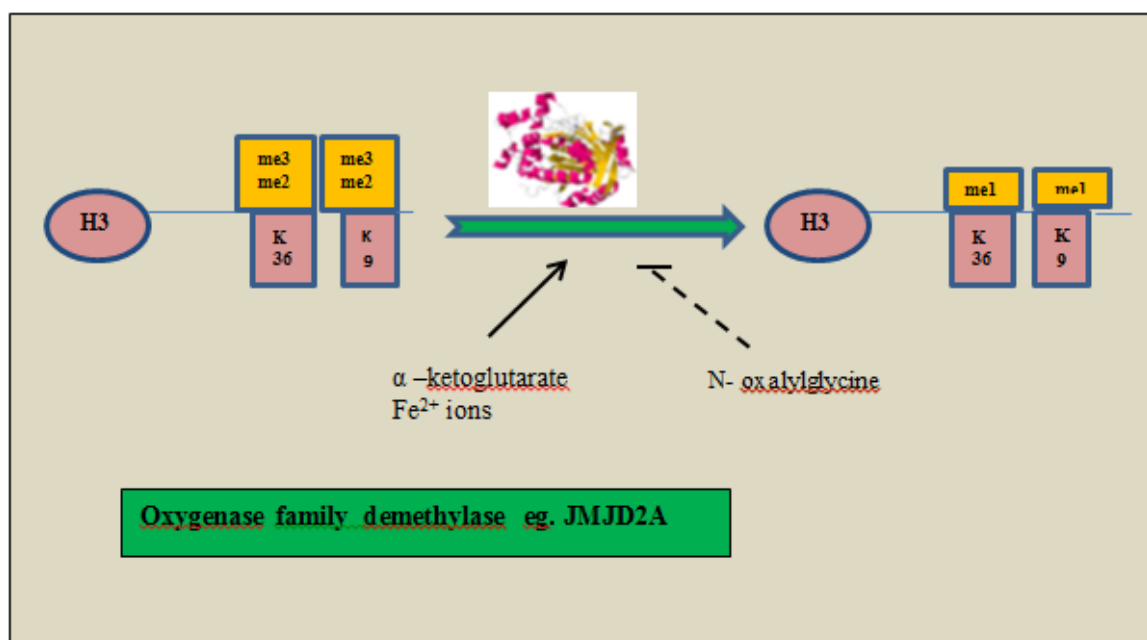 H3
me3
me2
me3
me2
K
36
K
9
H3
me1
me1
K
36
K
9
α –ketoglutarate
Fe²⁺ ions
N- oxalylglycine
Oxygenase family demethylase eg. JMJD2A